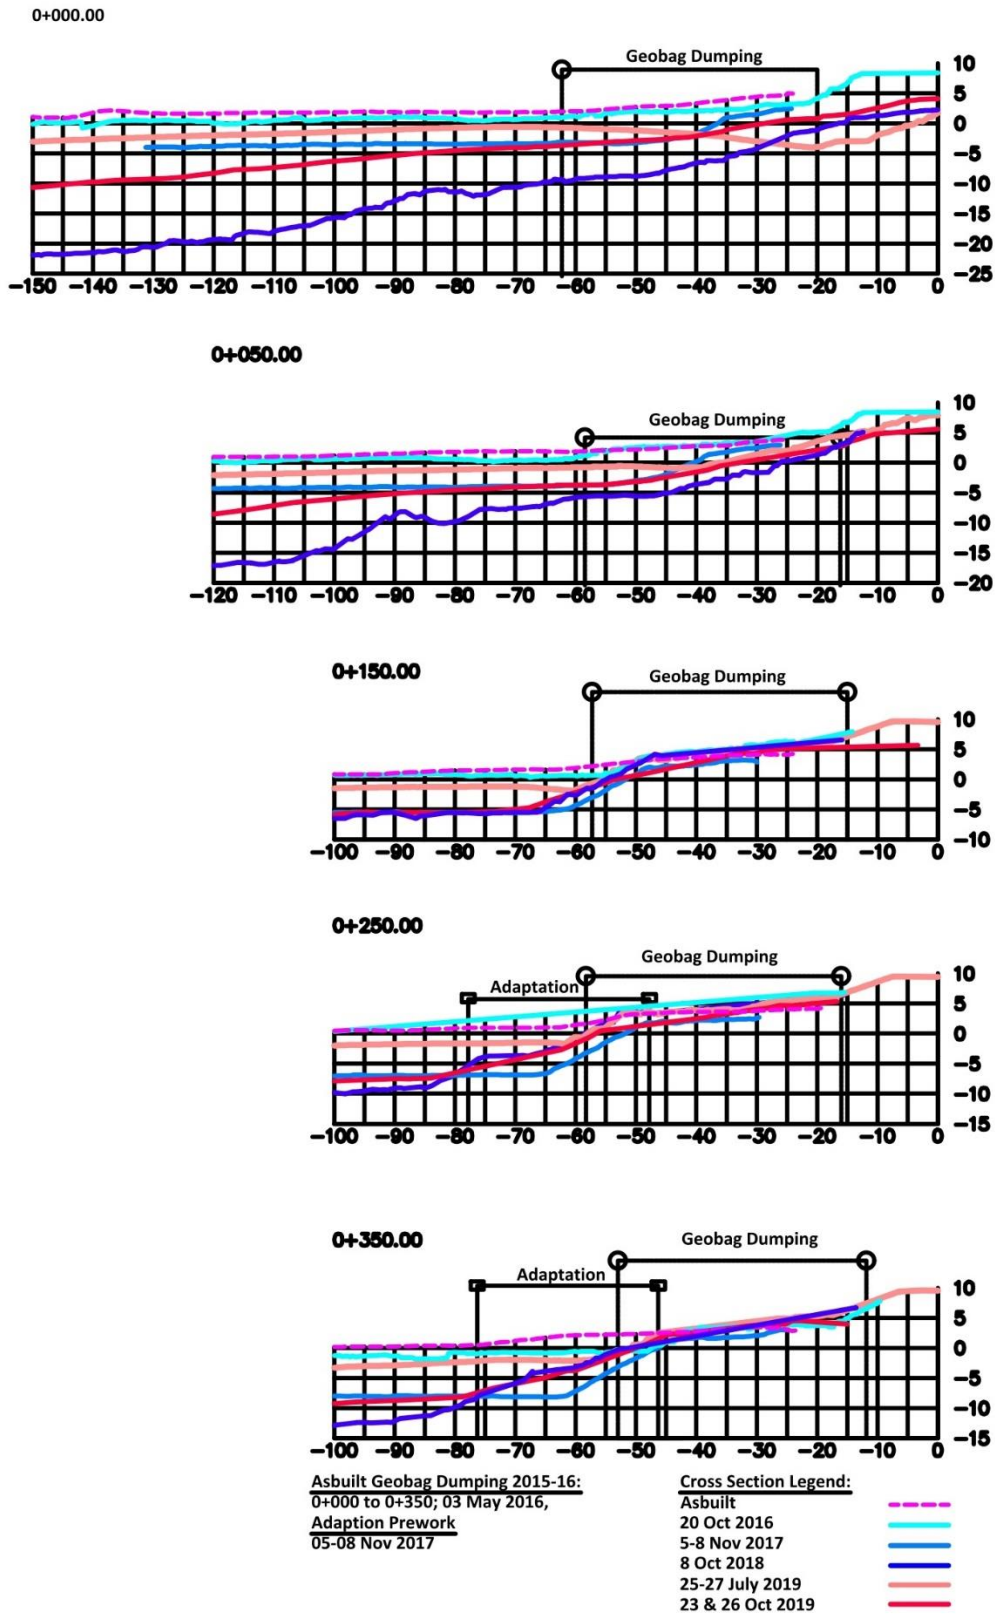 0+000.00
Geobag Dumping
10
5
0
−5
−10
−15
−20
−25
−150 −140 −130 −120 −110 −100 −90 −80 −70 −60 −50 −40 −30 −20 −10 0
0+050.00
Geobag Dumping
10
5
0
−5
−10
−15
−20
−120 −110 −100 −90 −80 −70 −60 −50 −40 −30 −20 −10 0
0+150.00
Geobag Dumping
10
5
0
−5
−10
−100 −90 −80 −70 −60 −50 −40 −30 −20 −10 0
0+250.00
Geobag Dumping
Adaptation
10
5
0
−5
−10
−15
−100 −90 −80 −70 −60 −50 −40 −30 −20 −10 0
0+350.00
Geobag Dumping
Adaptation
10
5
0
−5
−10
−15
−100 −90 −80 −70 −60 −50 −40 −30 −20 −10 0
Asbuilt Geobag Dumping 2015-16:
0+000 to 0+350; 03 May 2016,
Adaption Prework
05-08 Nov 2017
Cross Section Legend:
Asbuilt
20 Oct 2016
5-8 Nov 2017
8 Oct 2018
25-27 July 2019
23 & 26 Oct 2019